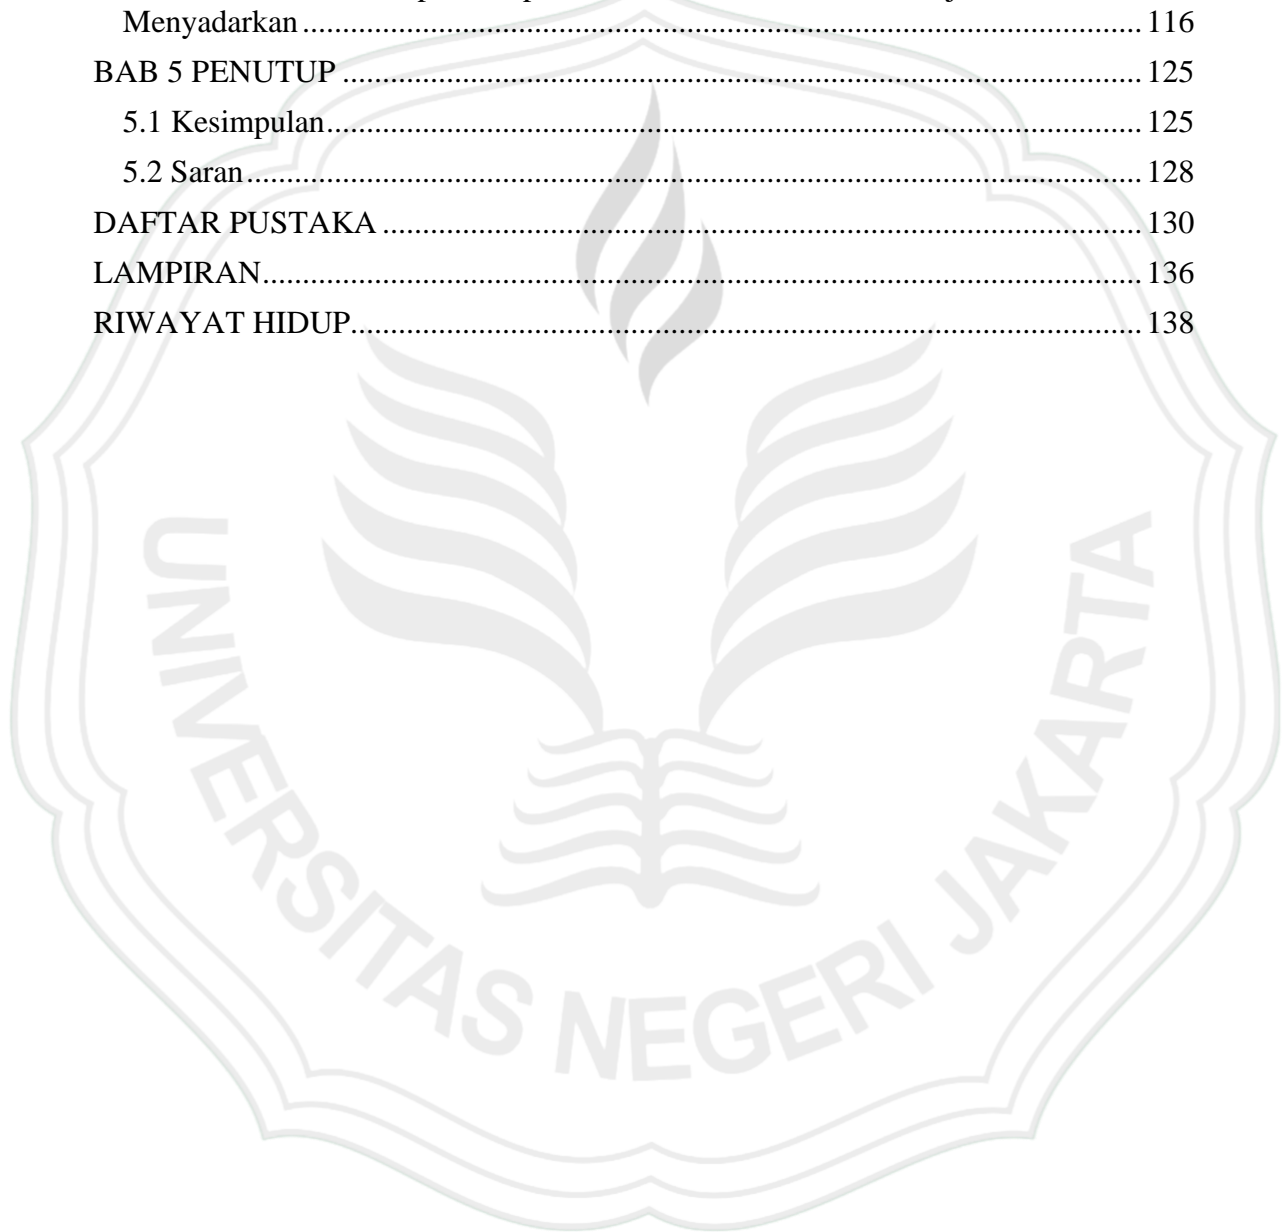 Menyadarkan ........ 116
BAB 5 PENUTUP ........ 125
5.1 Kesimpulan ........ 125
5.2 Saran ........ 128
DAFTAR PUSTAKA ........ 130
LAMPIRAN ........ 136
RIWAYAT HIDUP ........ 138
UNIVERSITAS NEGERI JAKARTA